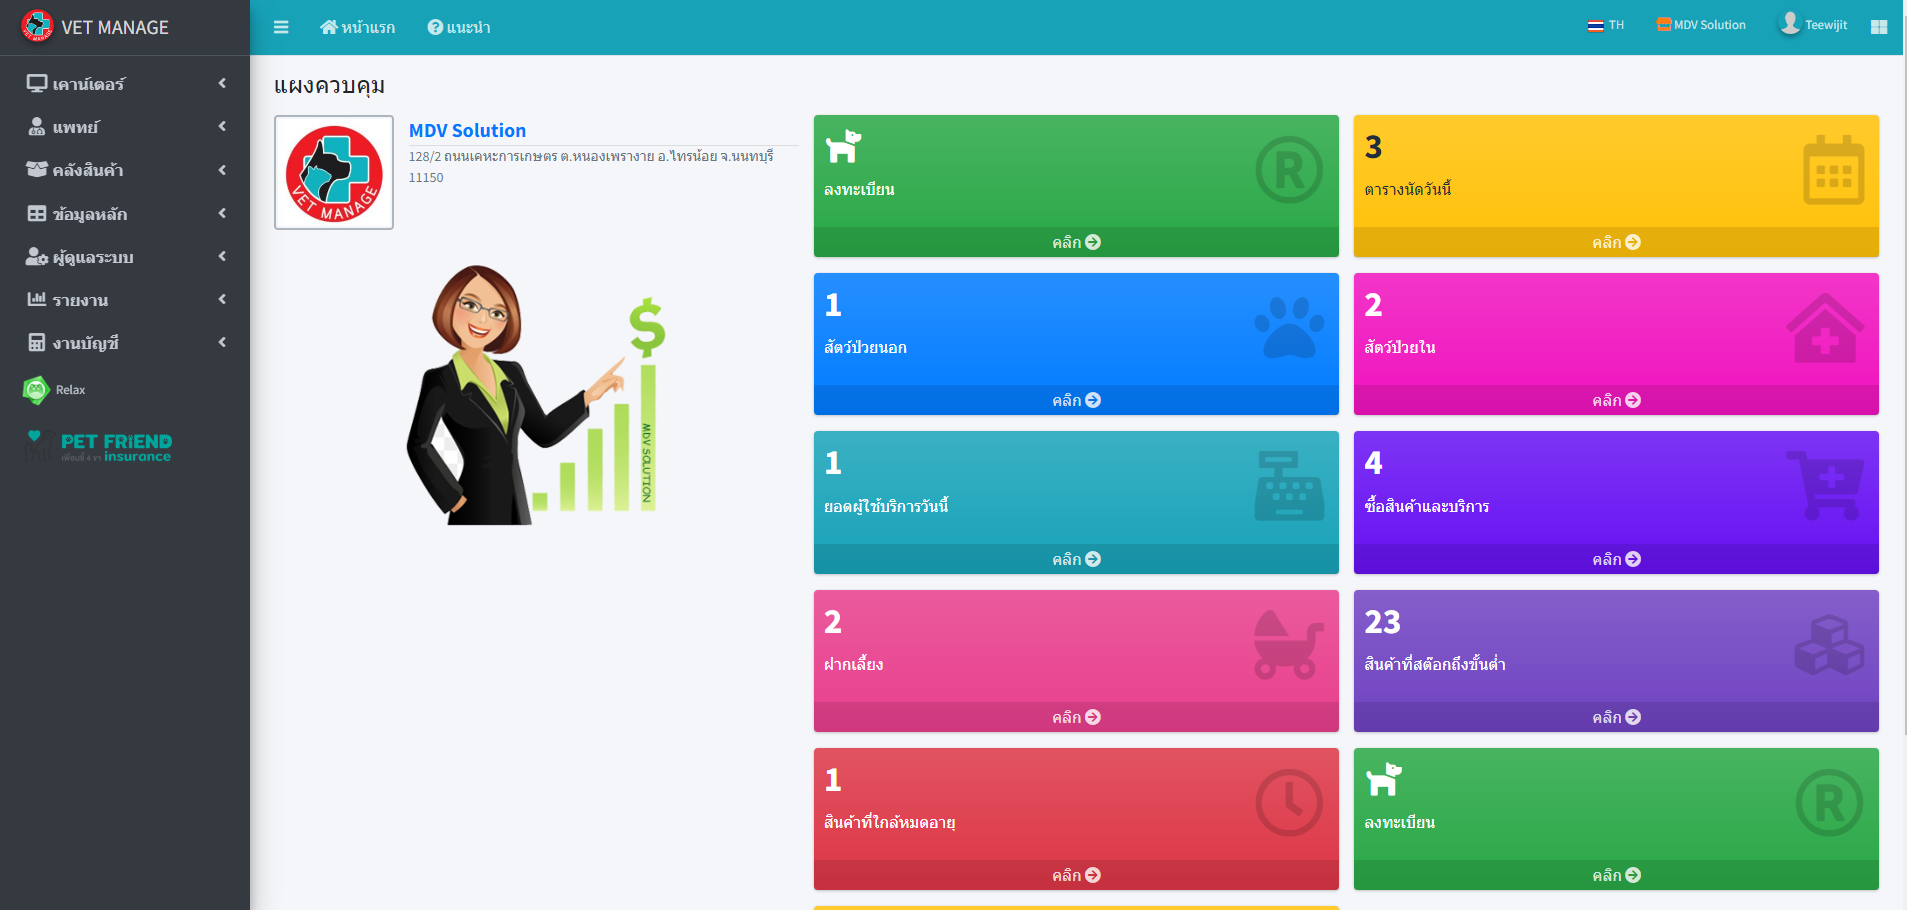 VET MANAGE
หน้าแรก
แนะนำ
TH
MDV Solution
Teewijit
เคาน์เตอร์
แพทย์
คลังสินค้า
ข้อมูลหลัก
ผู้ดูแลระบบ
รายงาน
งานบัญชี
Relax
PET FRIEND
เพื่อนซี้ 4 ขา insurance
แผงควบคุม
VET MANAGE
MDV Solution
128/2 ถนนเคหะการเกษตร ต.หนองเพรางาย อ.ไทรน้อย จ.นนทบุรี
11150
$
MDV SOLUTION
R
ลงทะเบียน
คลิก
3
ตารางนัดวันนี้
คลิก
1
สัตว์ป่วยนอก
คลิก
2
สัตว์ป่วยใน
คลิก
1
ยอดผู้ใช้บริการวันนี้
คลิก
4
ซื้อสินค้าและบริการ
คลิก
2
ฝากเลี้ยง
คลิก
23
สินค้าที่สต๊อกถึงขั้นต่ำ
คลิก
1
สินค้าที่ใกล้หมดอายุ
คลิก
R
ลงทะเบียน
คลิก